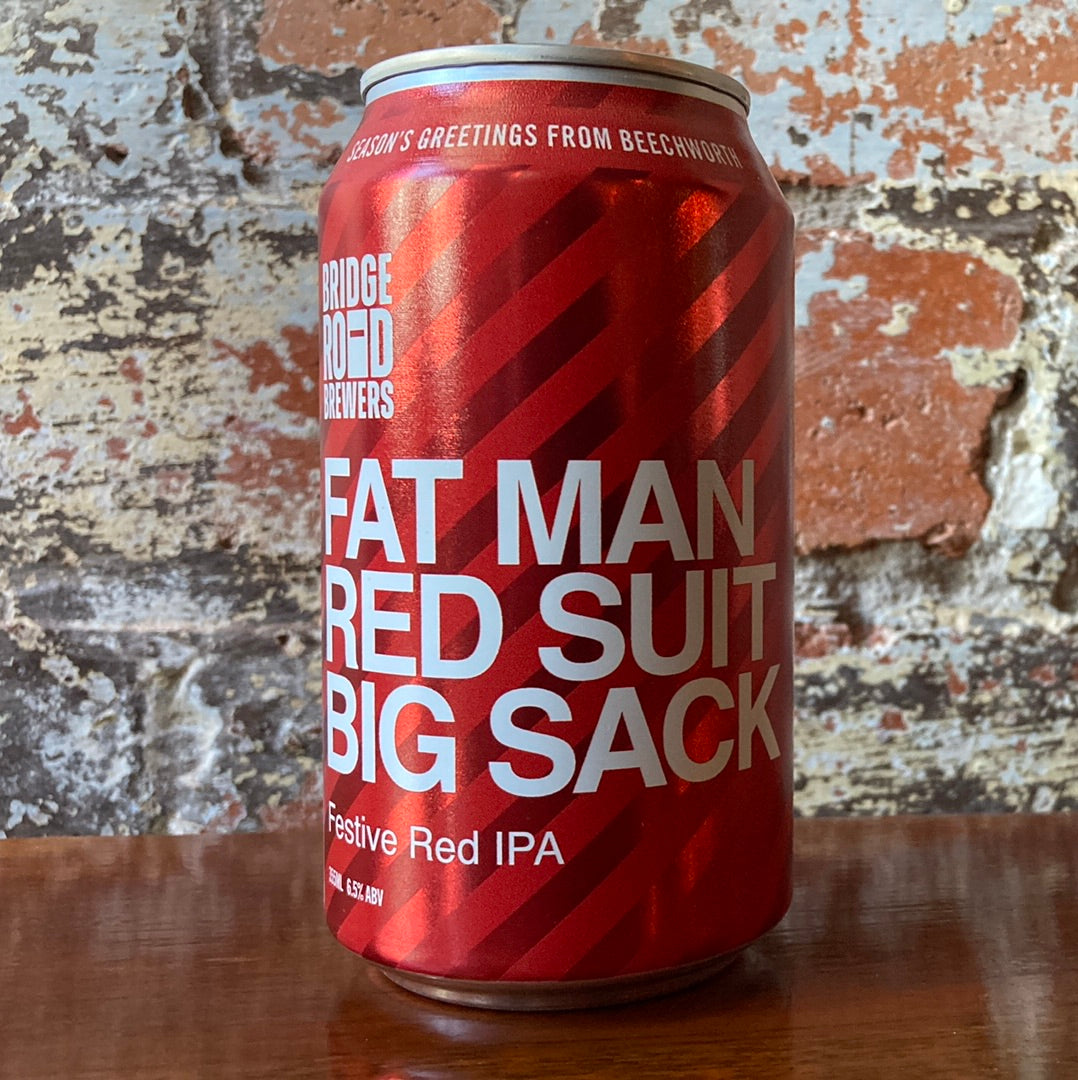 SEASON'S GREETINGS FROM BEECHWORTH
BRIDGE
ROAD
BREWERS
FAT MAN
RED SUIT
BIG SACK
Festive Red IPA
355ML 6.5% ABV